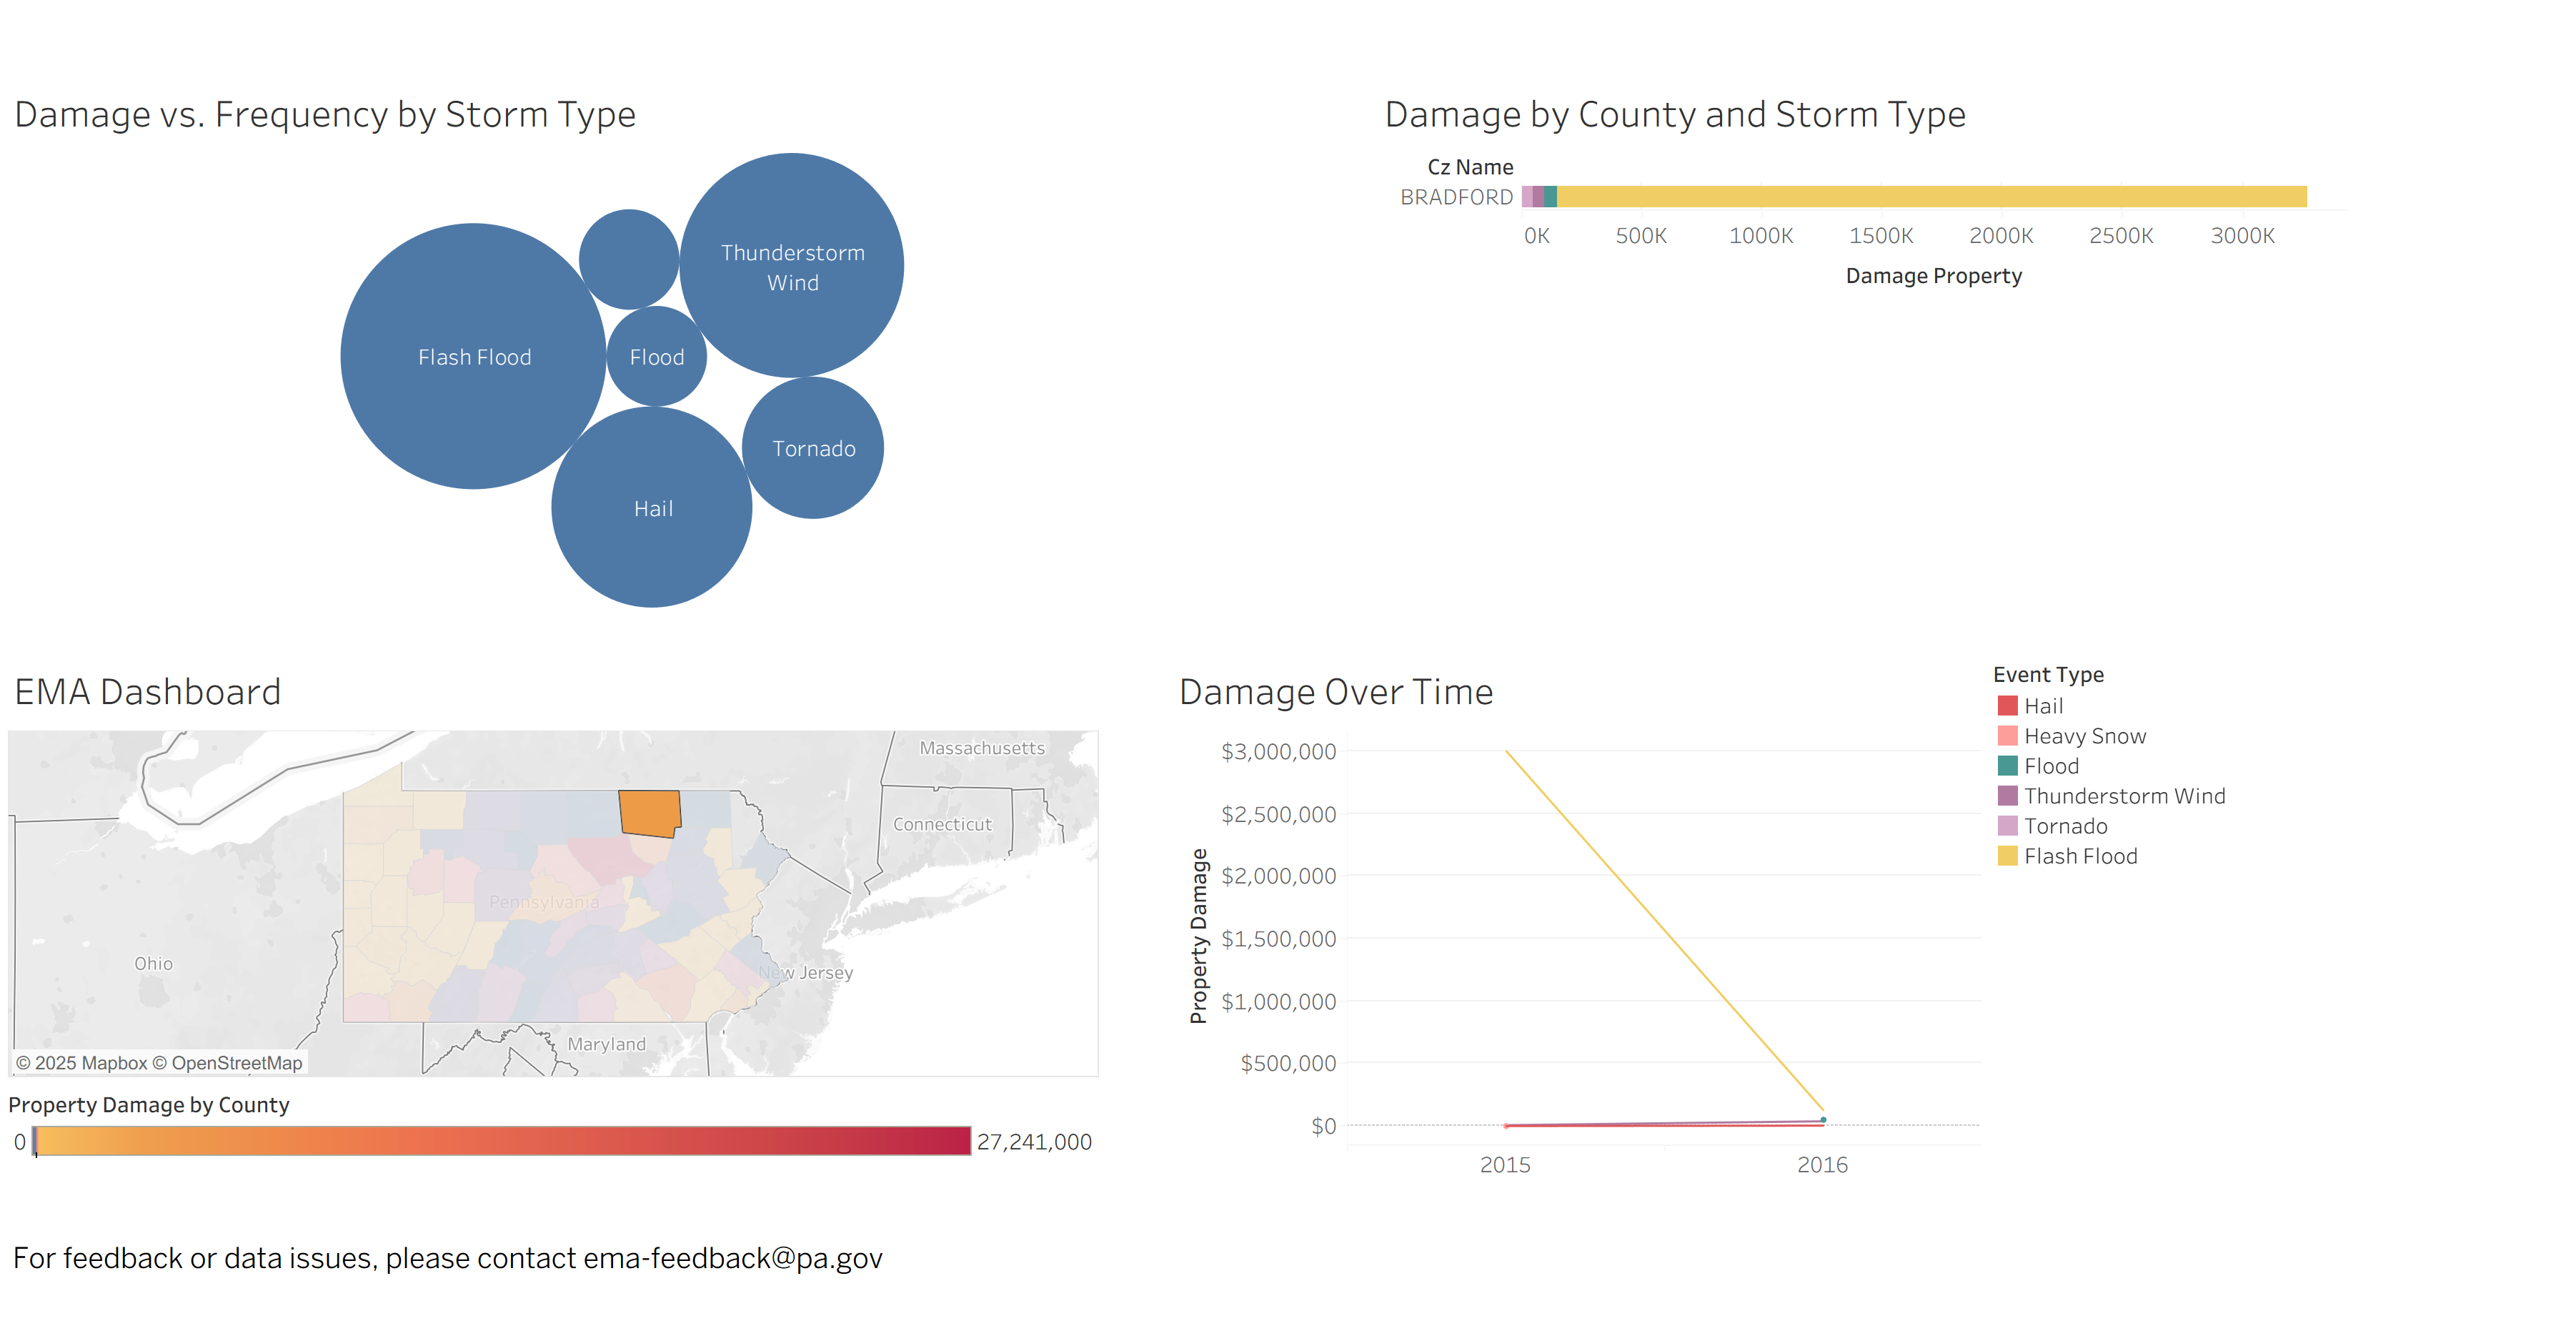 Damage vs. Frequency by Storm Type
Thunderstorm
Wind
Flash Flood
Flood
Tornado
Hail
Damage by County and Storm Type
Cz Name
BRADFORD
0K 500K 1000K 1500K 2000K 2500K 3000K
Damage Property
EMA Dashboard
Massachusetts
Connecticut
Pennsylvania
Ohio
New Jersey
Maryland
© 2025 Mapbox © OpenStreetMap
Property Damage by County
0 27,241,000
Damage Over Time
Property Damage
$3,000,000
$2,500,000
$2,000,000
$1,500,000
$1,000,000
$500,000
$0
2015 2016
Event Type
Hail
Heavy Snow
Flood
Thunderstorm Wind
Tornado
Flash Flood
For feedback or data issues, please contact ema-feedback@pa.gov